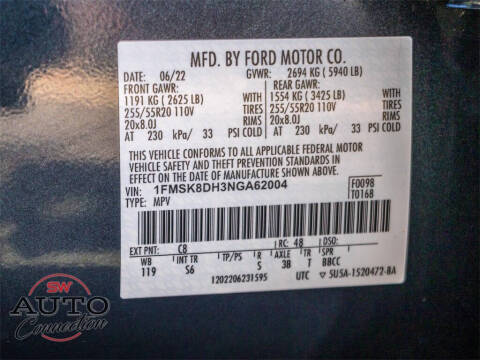 MFD. BY FORD MOTOR CO.
DATE: 06/22 GVWR: 2694 KG (5940 LB)
FRONT GAWR: REAR GAWR:
1191 KG (2625 LB) WITH 1554 KG (3425 LB) WITH
255/55R20 110V TIRES 255/55R20 110V TIRES
20x8.0J RIMS 20x8.0J RIMS
AT 230 kPa/ 33 PSI COLD AT 230 kPa/ 33 PSI COLD
THIS VEHICLE CONFORMS TO ALL APPLICABLE FEDERAL MOTOR
VEHICLE SAFETY AND THEFT PREVENTION STANDARDS IN
EFFECT ON THE DATE OF MANUFACTURE SHOWN ABOVE.
VIN: 1FMSK8DH3NGA62004 F0098
TYPE: MPV T0168
EXT PNT: C8 RC: 48 DSO:
WB INT TR TP/PS R AXLE TR SPR
119 S6 S 3B T BBCC
1202206231595 UTC 5U5A-1520472-BA
SW
AUTO
Connection